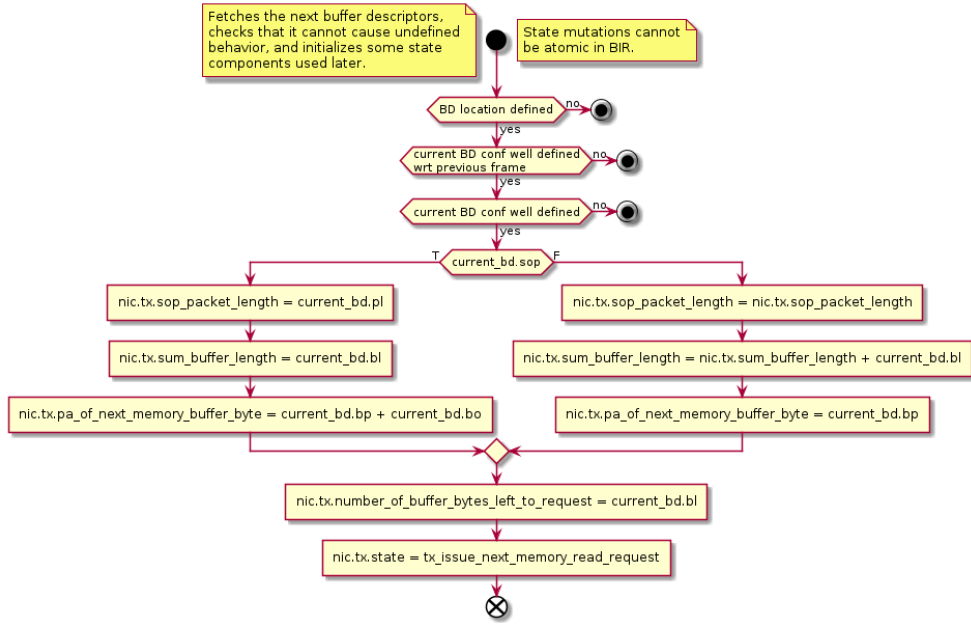 Fetches the next buffer descriptors,
checks that it cannot cause undefined
behavior, and initializes some state
components used later.
State mutations cannot
be atomic in BIR.
BD location defined
no
yes
current BD conf well defined
wrt previous frame
no
yes
current BD conf well defined
no
yes
T
current_bd.sop
F
nic.tx.sop_packet_length = current_bd.pl
nic.tx.sop_packet_length = nic.tx.sop_packet_length
nic.tx.sum_buffer_length = current_bd.bl
nic.tx.sum_buffer_length = nic.tx.sum_buffer_length + current_bd.bl
nic.tx.pa_of_next_memory_buffer_byte = current_bd.bp + current_bd.bo
nic.tx.pa_of_next_memory_buffer_byte = current_bd.bp
nic.tx.number_of_buffer_bytes_left_to_request = current_bd.bl
nic.tx.state = tx_issue_next_memory_read_request